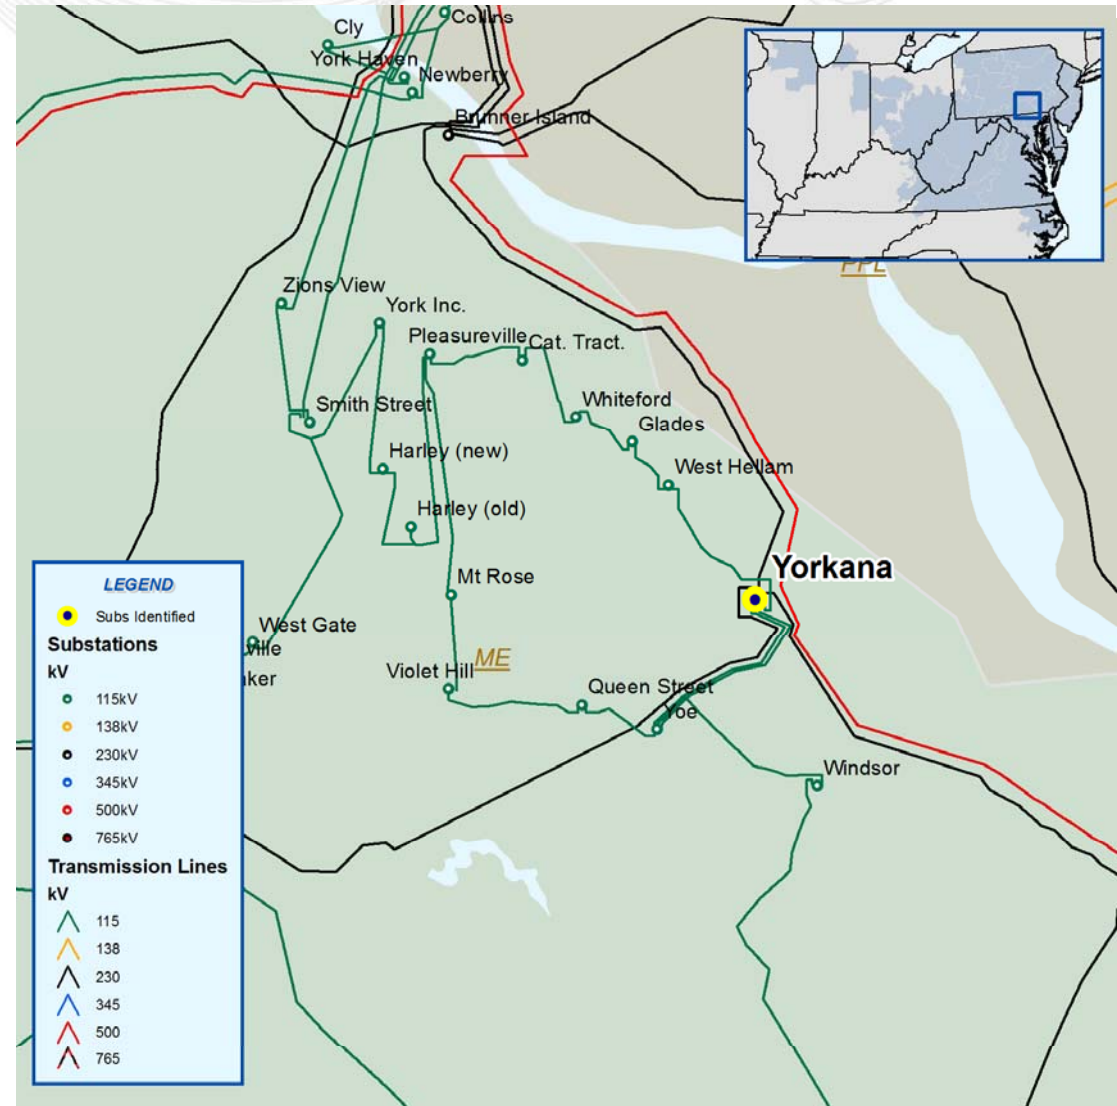 Collins
Cly
York Haven
Newberry
Brunner Island
PPL
Zions View
York Inc.
Pleasureville
Cat. Tract.
Smith Street
Whiteford
Glades
Harley (new)
West Hellam
Harley (old)
Yorkana
Mt Rose
West Gate
ville
ME
aker
Violet Hill
Queen Street
Yoe
Windsor
LEGEND
Subs Identified
Substations
kV
115kV
138kV
230kV
345kV
500kV
765kV
Transmission Lines
kV
115
138
230
345
500
765